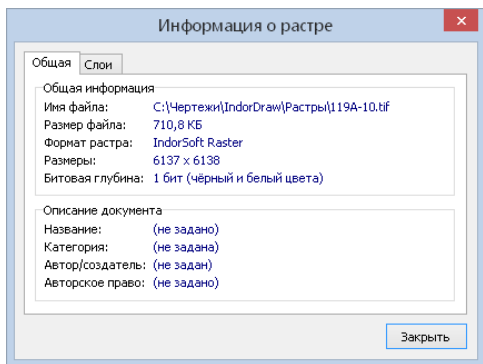 Информация о растре
Общая Слои
Общая информация
Имя файла: C:\Чертежи\IndorDraw\Растры\119А-10.tif
Размер файла: 710,8 КБ
Формат растра: IndorSoft Raster
Размеры: 6137 x 6138
Битовая глубина: 1 бит (чёрный и белый цвета)
Описание документа
Название: (не задано)
Категория: (не задана)
Автор/создатель: (не задан)
Авторское право: (не задано)
Закрыть